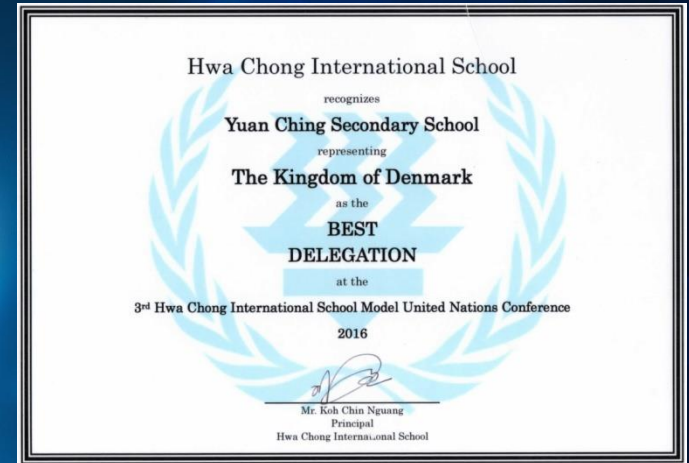 Hwa Chong International School
recognizes
Yuan Ching Secondary School
representing
The Kingdom of Denmark
as the
BEST
DELEGATION
at the
3rd Hwa Chong International School Model United Nations Conference
2016
Mr. Koh Chin Nguang
Principal
Hwa Chong International School